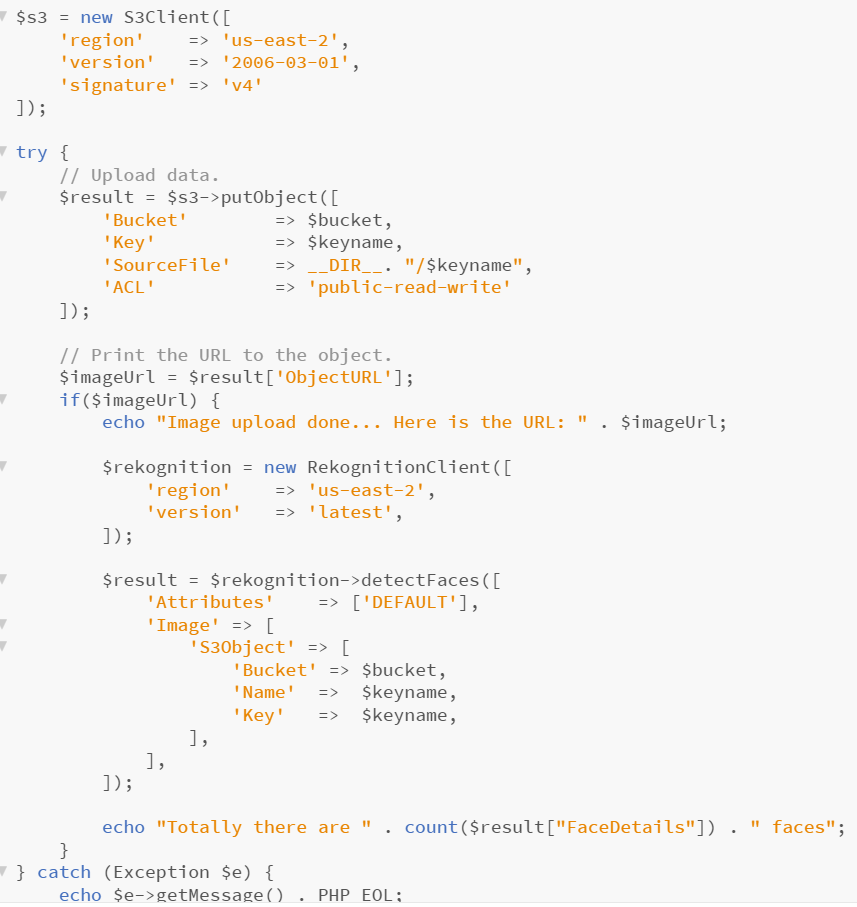 $s3 = new S3Client([
    'region'    => 'us-east-2',
    'version'   => '2006-03-01',
    'signature' => 'v4'
]);

try {
    // Upload data.
    $result = $s3->putObject([
        'Bucket'        => $bucket,
        'Key'           => $keyname,
        'SourceFile'    => __DIR__. "/$keyname",
        'ACL'           => 'public-read-write'
    ]);

    // Print the URL to the object.
    $imageUrl = $result['ObjectURL'];
    if($imageUrl) {
        echo "Image upload done... Here is the URL: " . $imageUrl;

        $rekognition = new RekognitionClient([
            'region'    => 'us-east-2',
            'version'   => 'latest',
        ]);

        $result = $rekognition->detectFaces([
            'Attributes'    => ['DEFAULT'],
            'Image' => [
                'S3Object' => [
                    'Bucket' => $bucket,
                    'Name'  =>  $keyname,
                    'Key'   =>  $keyname,
                ],
            ],
        ]);

        echo "Totally there are " . count($result["FaceDetails"]) . " faces";
    }
} catch (Exception $e) {
    echo $e->getMessage() . PHP_EOL;